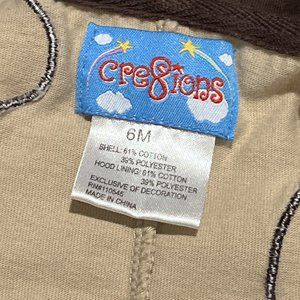 cre8ions
6M
SHELL: 61% COTTON
39% POLYESTER
HOOD LINING: 61% COTTON
39% POLYESTER
EXCLUSIVE OF DECORATION
RN#110545
MADE IN CHINA